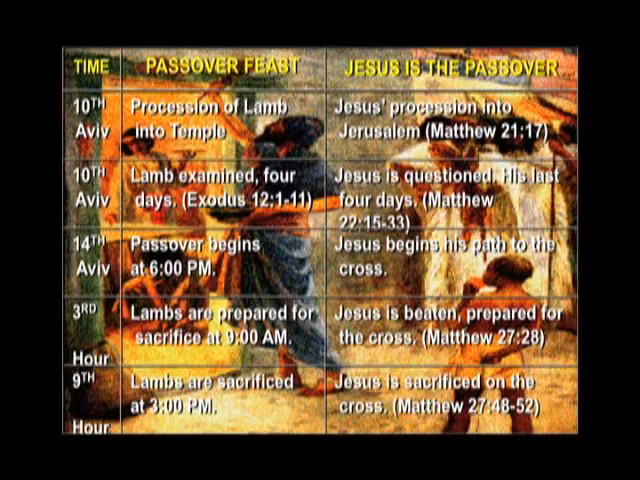 TIME PASSOVER FEAST JESUS IS THE PASSOVER
10TH Aviv
Procession of Lamb
into Temple
Jesus' procession into
Jerusalem (Matthew 21:17)
10TH Aviv
Lamb examined, four
days. (Exodus 12:1-11)
Jesus is questioned. His last
four days. (Matthew
22:15-33)
14TH Aviv
Passover begins
at 6:00 PM.
Jesus begins his path to the
cross.
3RD Hour
Lambs are prepared for
sacrifice at 9:00 AM.
Jesus is beaten, prepared for
the cross. (Matthew 27:28)
9TH Hour
Lambs are sacrificed
at 3:00 PM.
Jesus is sacrificed on the
cross. (Matthew 27:48-52)